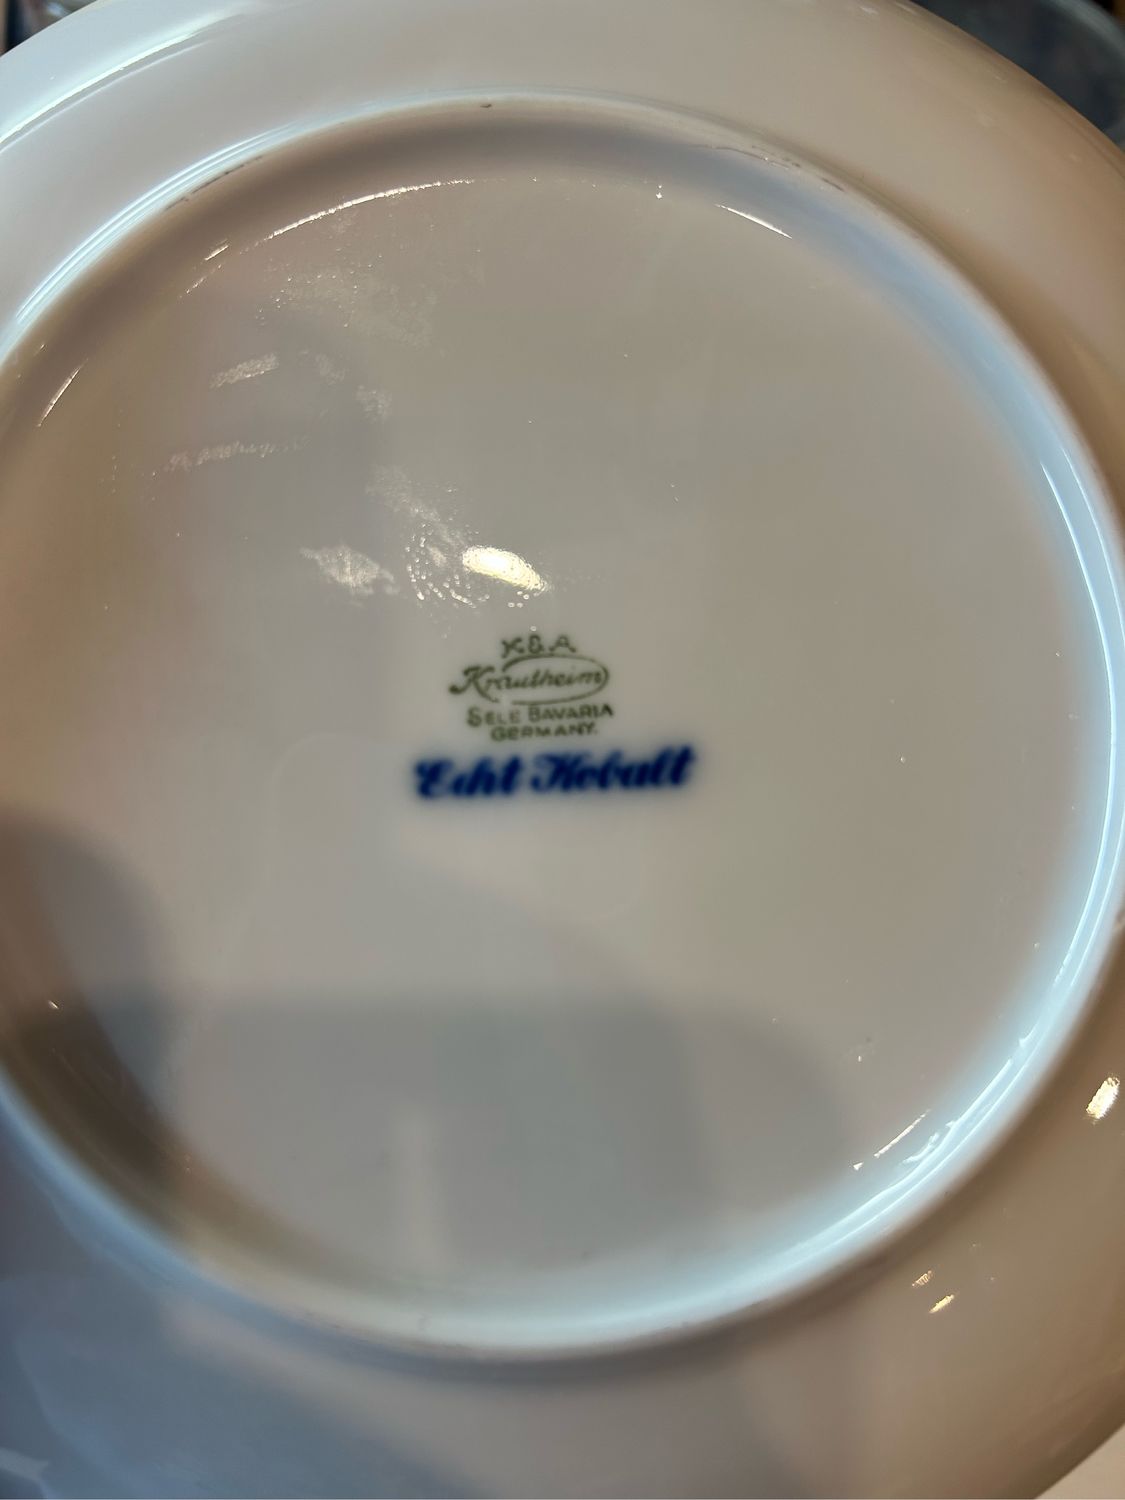 K&A
Krautheim
SELB BAVARIA
GERMANY.
Echt Kobalt